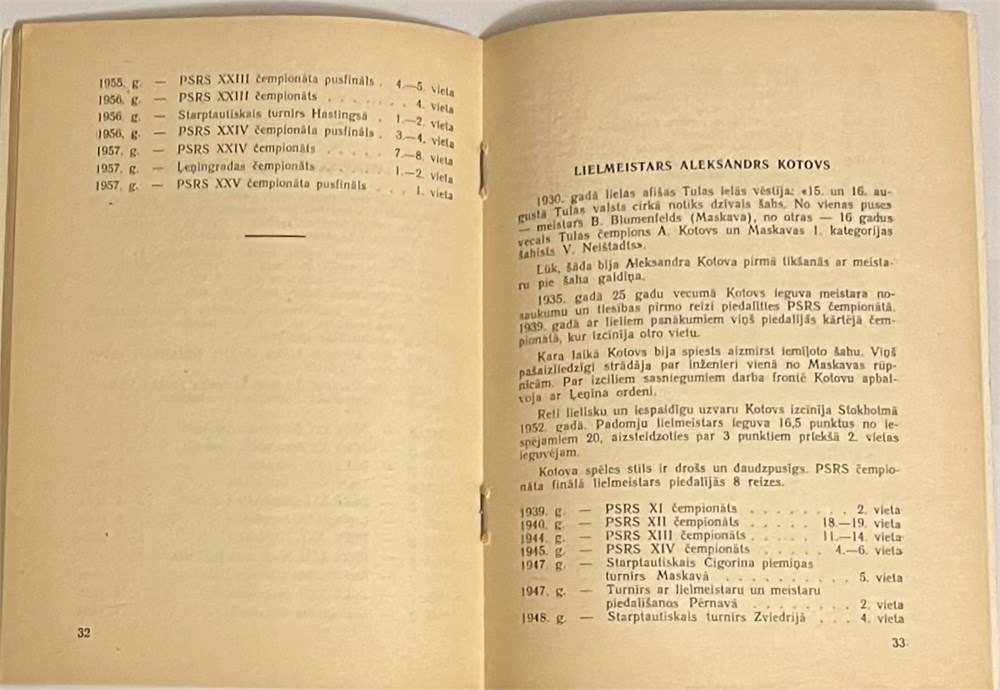 1955. g. — PSRS XXIII čempionāta pusfināls . 4.—5. vieta
1956. g. — PSRS XXIII čempionāts . . . . . . . 4. vieta
1956. g. — Starptautiskais turnīrs Hastingsā . 1.—2. vieta
1956. g. — PSRS XXIV čempionāta pusfināls . 3.—4. vieta
1957. g. — PSRS XXIV čempionāts . . . . . 7.—8. vieta
1957. g. — Ļeņingradas čempionāts . . . . . 1.—2. vieta
1957. g. — PSRS XXV čempionāta pusfināls . . . 1. vieta
32
LIELMEISTARS ALEKSANDRS KOTOVS
1930. gadā lielas afišas Tulas ielās vēstīja: «15. un 16. au-
gustā Tulas valsts cirkā notiks dzīvais šahs. No vienas puses
— meistars B. Blumenfelds (Maskava), no otras — 16 gadus
vecais Tulas čempions A. Kotovs un Maskavas I. kategorijas
šahists V. Neištadts».
Lūk, šāda bija Aleksandra Kotova pirmā tikšanās ar meista-
ru pie šaha galdiņa.
1935. gadā 25 gadu vecumā Kotovs ieguva meistara no-
saukumu un tiesības pirmo reizi piedalīties PSRS čempionātā.
1939. gadā ar lieliem panākumiem viņš piedalījās kārtējā čem-
pionātā, kur izcīnīja otro vietu.
Kara laikā Kotovs bija spiests aizmirst iemīļoto šahu. Viņš
pašaizliedzīgi strādāja par inženieri vienā no Maskavas rūp-
nīcām. Par izciliem sasniegumiem darba frontē Kotovu apbal-
voja ar Ļeņina ordeni.
Reti lielisku un iespaidīgu uzvaru Kotovs izcīnīja Stokholmā
1952. gadā. Padomju lielmeistars ieguva 16,5 punktus no ie-
spējamiem 20, aizsteidzoties par 3 punktiem priekšā 2. vietas
ieguvējam.
Kotova spēles stils ir drošs un daudzpusīgs. PSRS čempio-
nāta finālā lielmeistars piedalījās 8 reizes.
1939. g. — PSRS XI čempionāts . . . . . . . . 2. vieta
1940. g. — PSRS XII čempionāts . . . . . 18.—19. vieta
1944. g. — PSRS XIII čempionāts . . . . . 11.—14. vieta
1945. g. — PSRS XIV čempionāts . . . . . 4.—6. vieta
1947. g. — Starptautiskais Čigorina piemiņas
turnīrs Maskavā . . . . . . . . . . 5. vieta
1947. g. — Turnīrs ar lielmeistaru un meistaru
piedalīšanos Pērnavā . . . . . . . . 2. vieta
1948. g. — Starptautiskais turnīrs Zviedrijā . . . 4. vieta
33